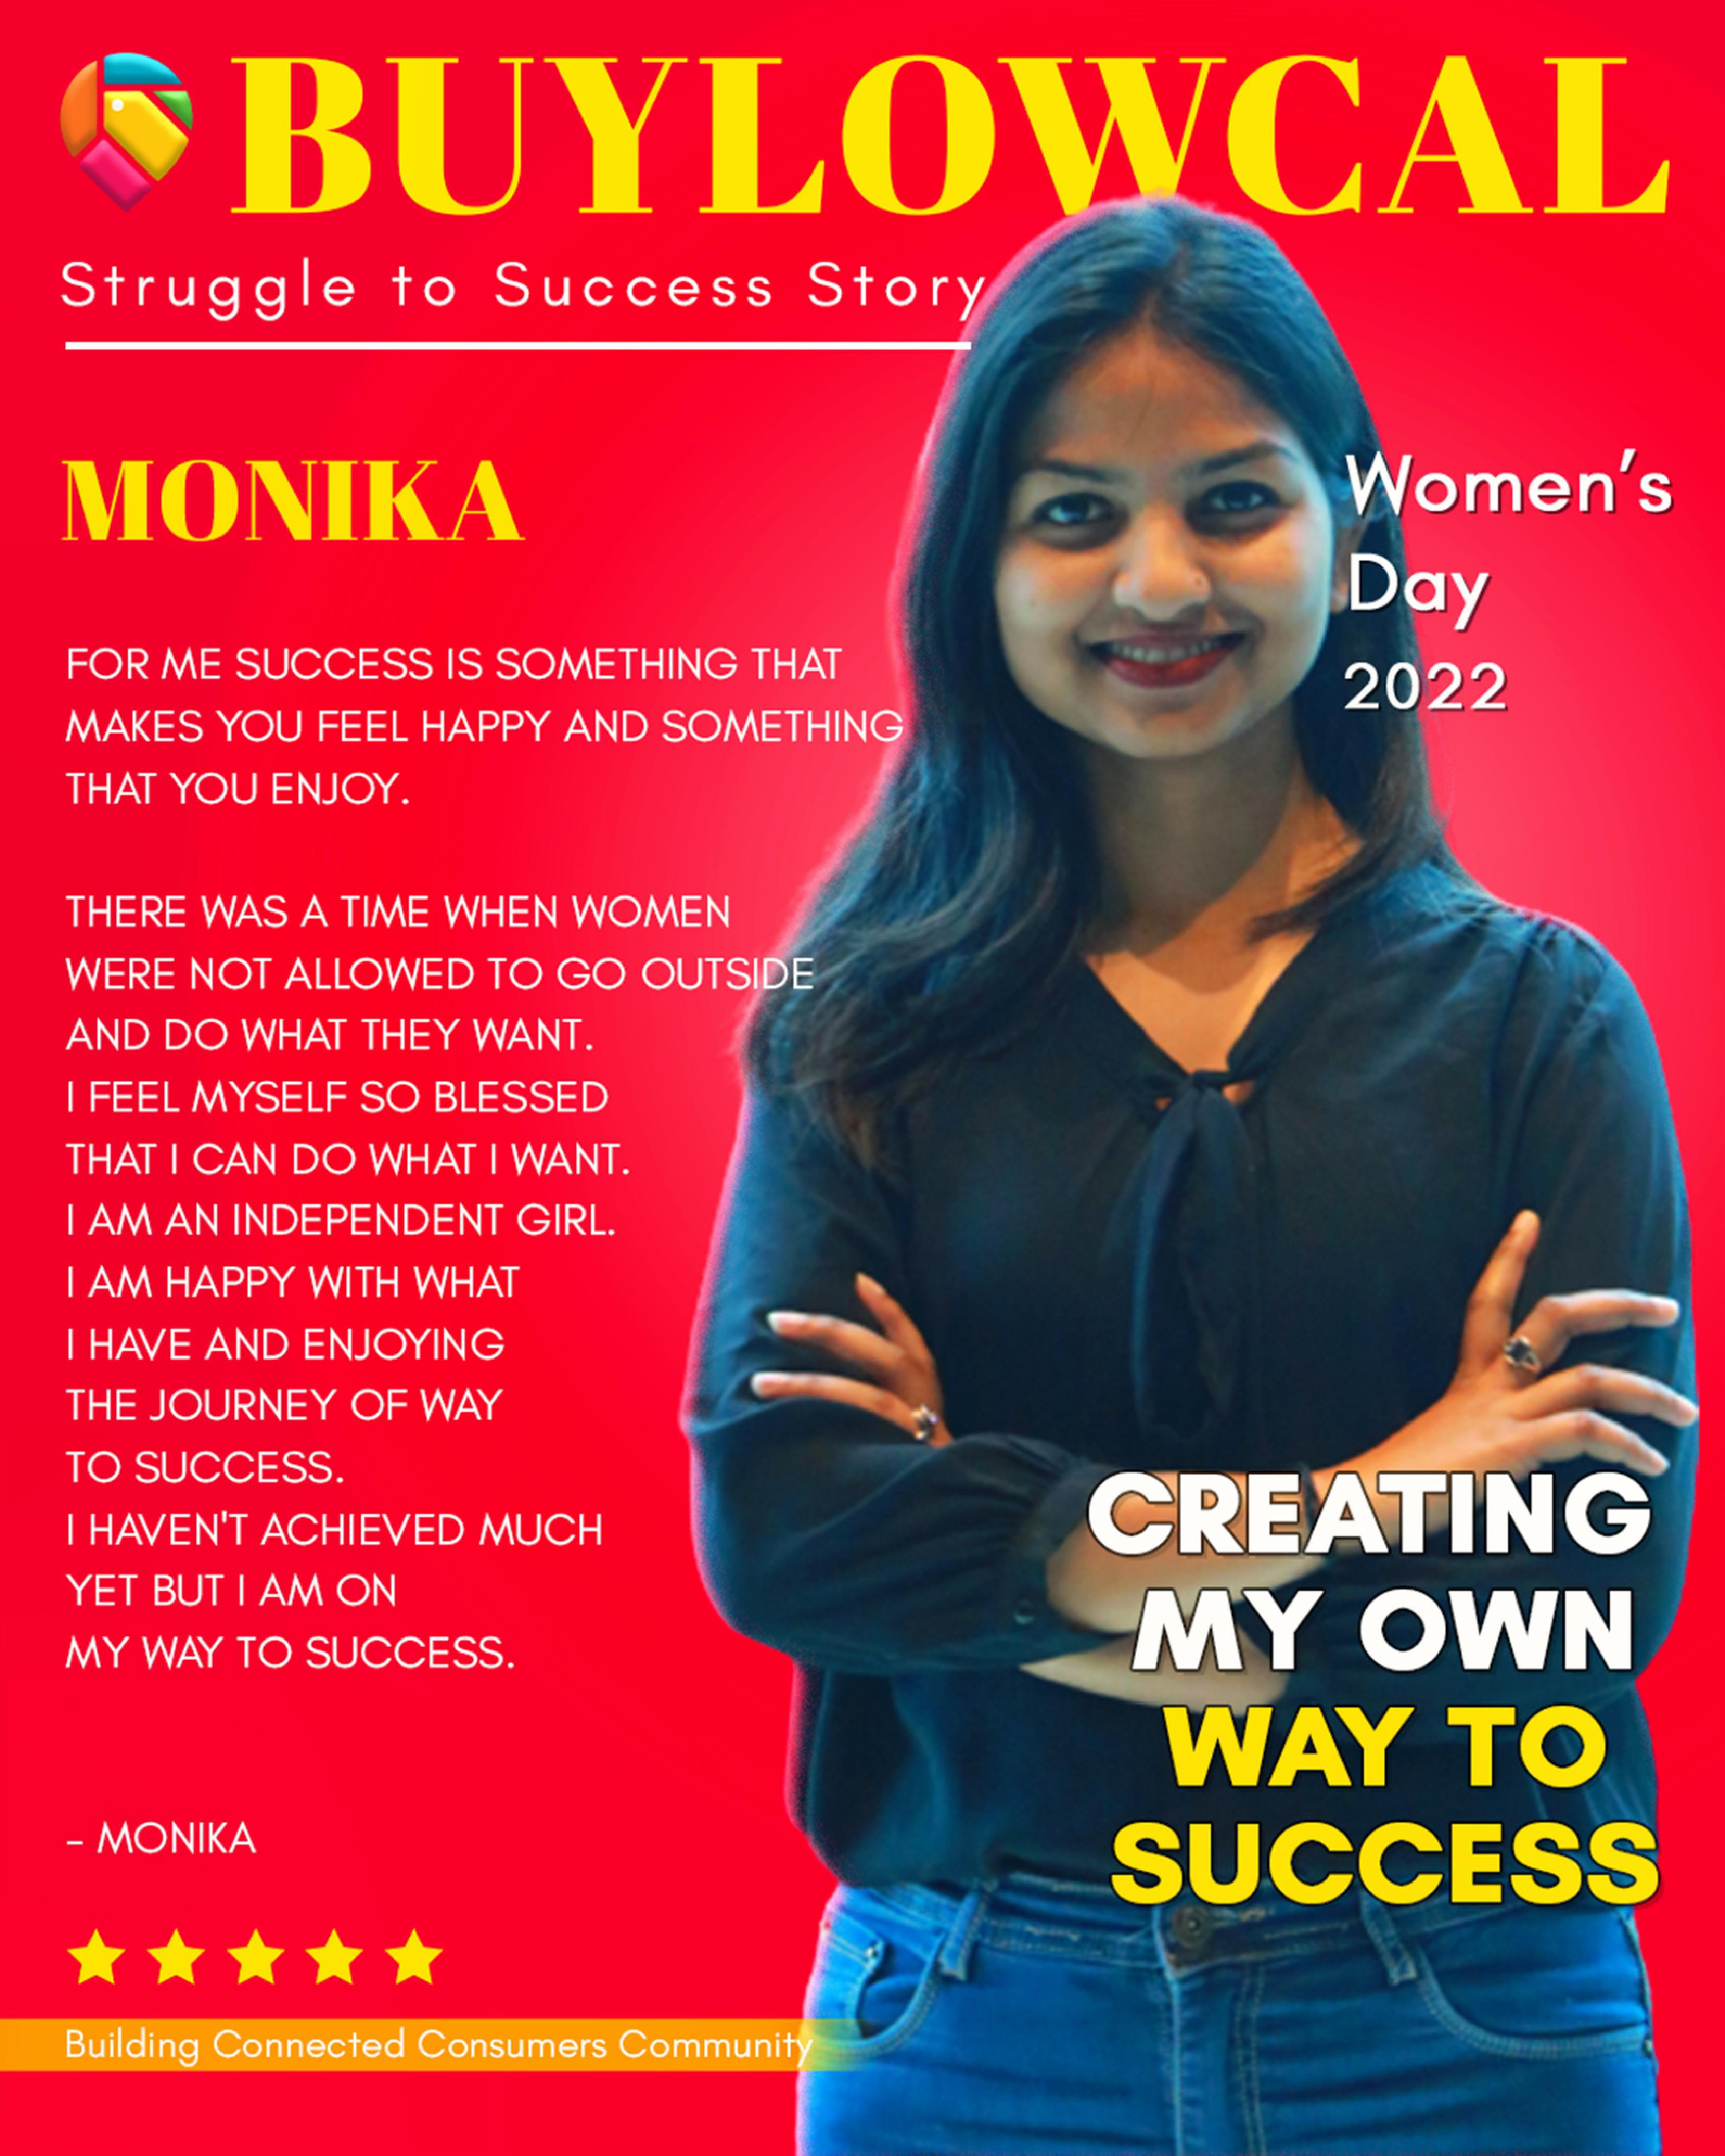 BUYLOWCAL
Struggle to Success Story
MONIKA
Women's
Day
2022
FOR ME SUCCESS IS SOMETHING THAT
MAKES YOU FEEL HAPPY AND SOMETHING
THAT YOU ENJOY.
THERE WAS A TIME WHEN WOMEN
WERE NOT ALLOWED TO GO OUTSIDE
AND DO WHAT THEY WANT.
I FEEL MYSELF SO BLESSED
THAT I CAN DO WHAT I WANT.
I AM AN INDEPENDENT GIRL.
I AM HAPPY WITH WHAT
I HAVE AND ENJOYING
THE JOURNEY OF WAY
TO SUCCESS.
I HAVEN'T ACHIEVED MUCH
YET BUT I AM ON
MY WAY TO SUCCESS.
- MONIKA
CREATING
MY OWN
WAY TO
SUCCESS
Building Connected Consumers Community